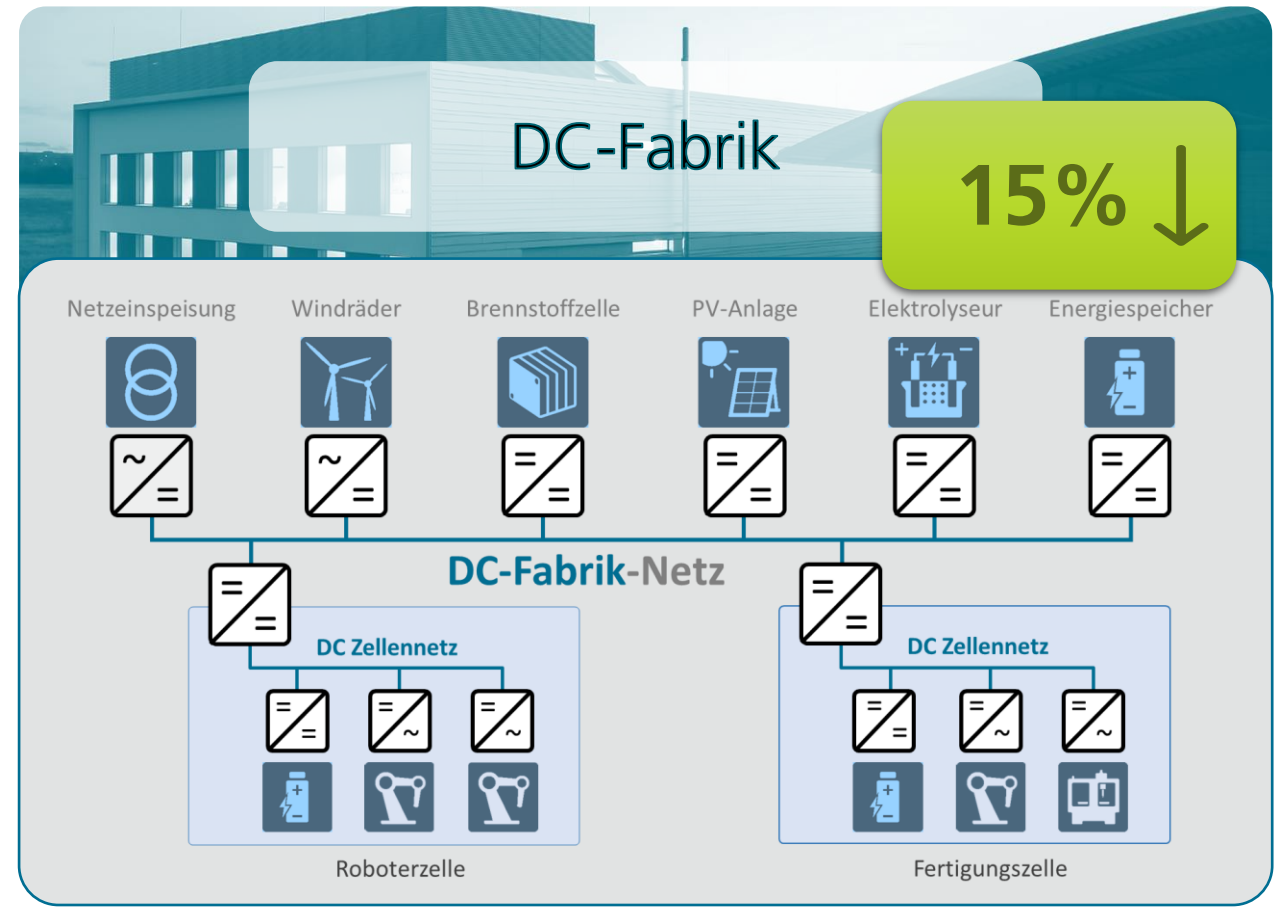 DC-Fabrik
15% ↓
Netzeinspeisung
Windräder
Brennstoffzelle
PV-Anlage
Elektrolyseur
Energiespeicher
DC-Fabrik-Netz
DC Zellennetz
DC Zellennetz
Roboterzelle
Fertigungszelle